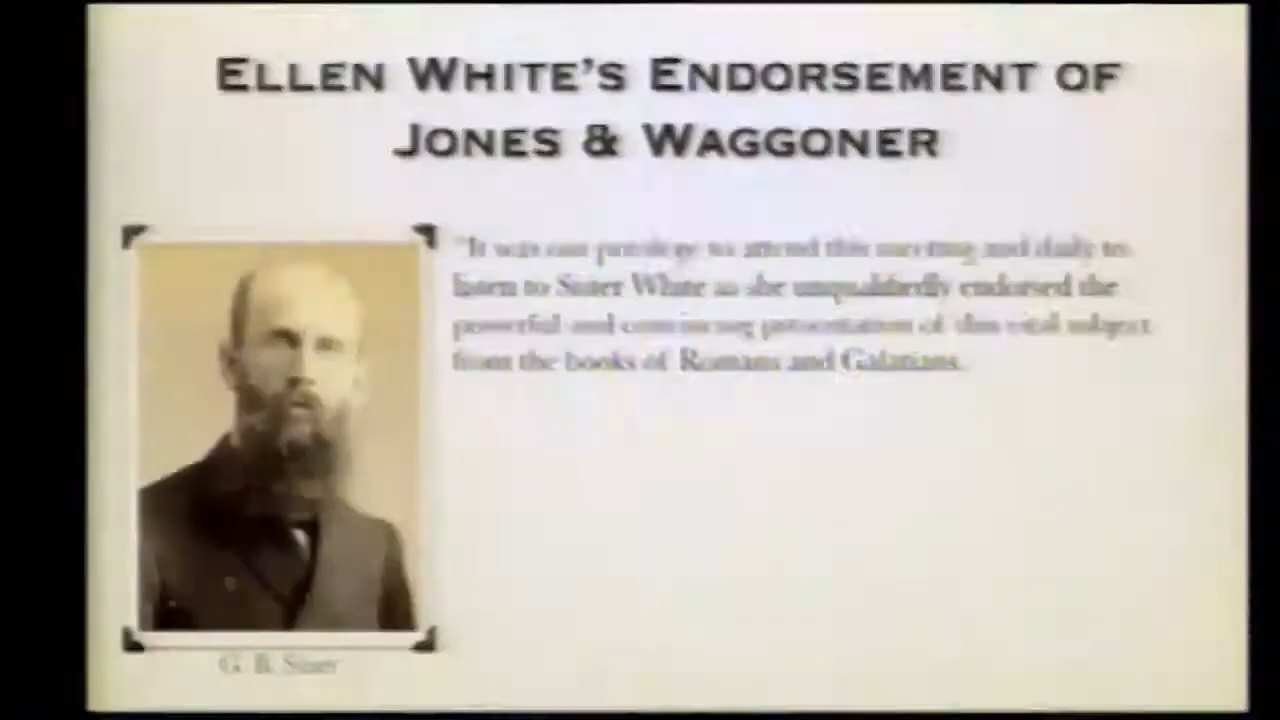 ELLEN WHITE'S ENDORSEMENT OF
JONES & WAGGONER
"It was our privilege to attend this meeting and daily to
listen to Sister White as she unqualifiedly endorsed the
powerful and convincing presentation of this vital subject
from the books of Romans and Galatians.
G. B. Starr